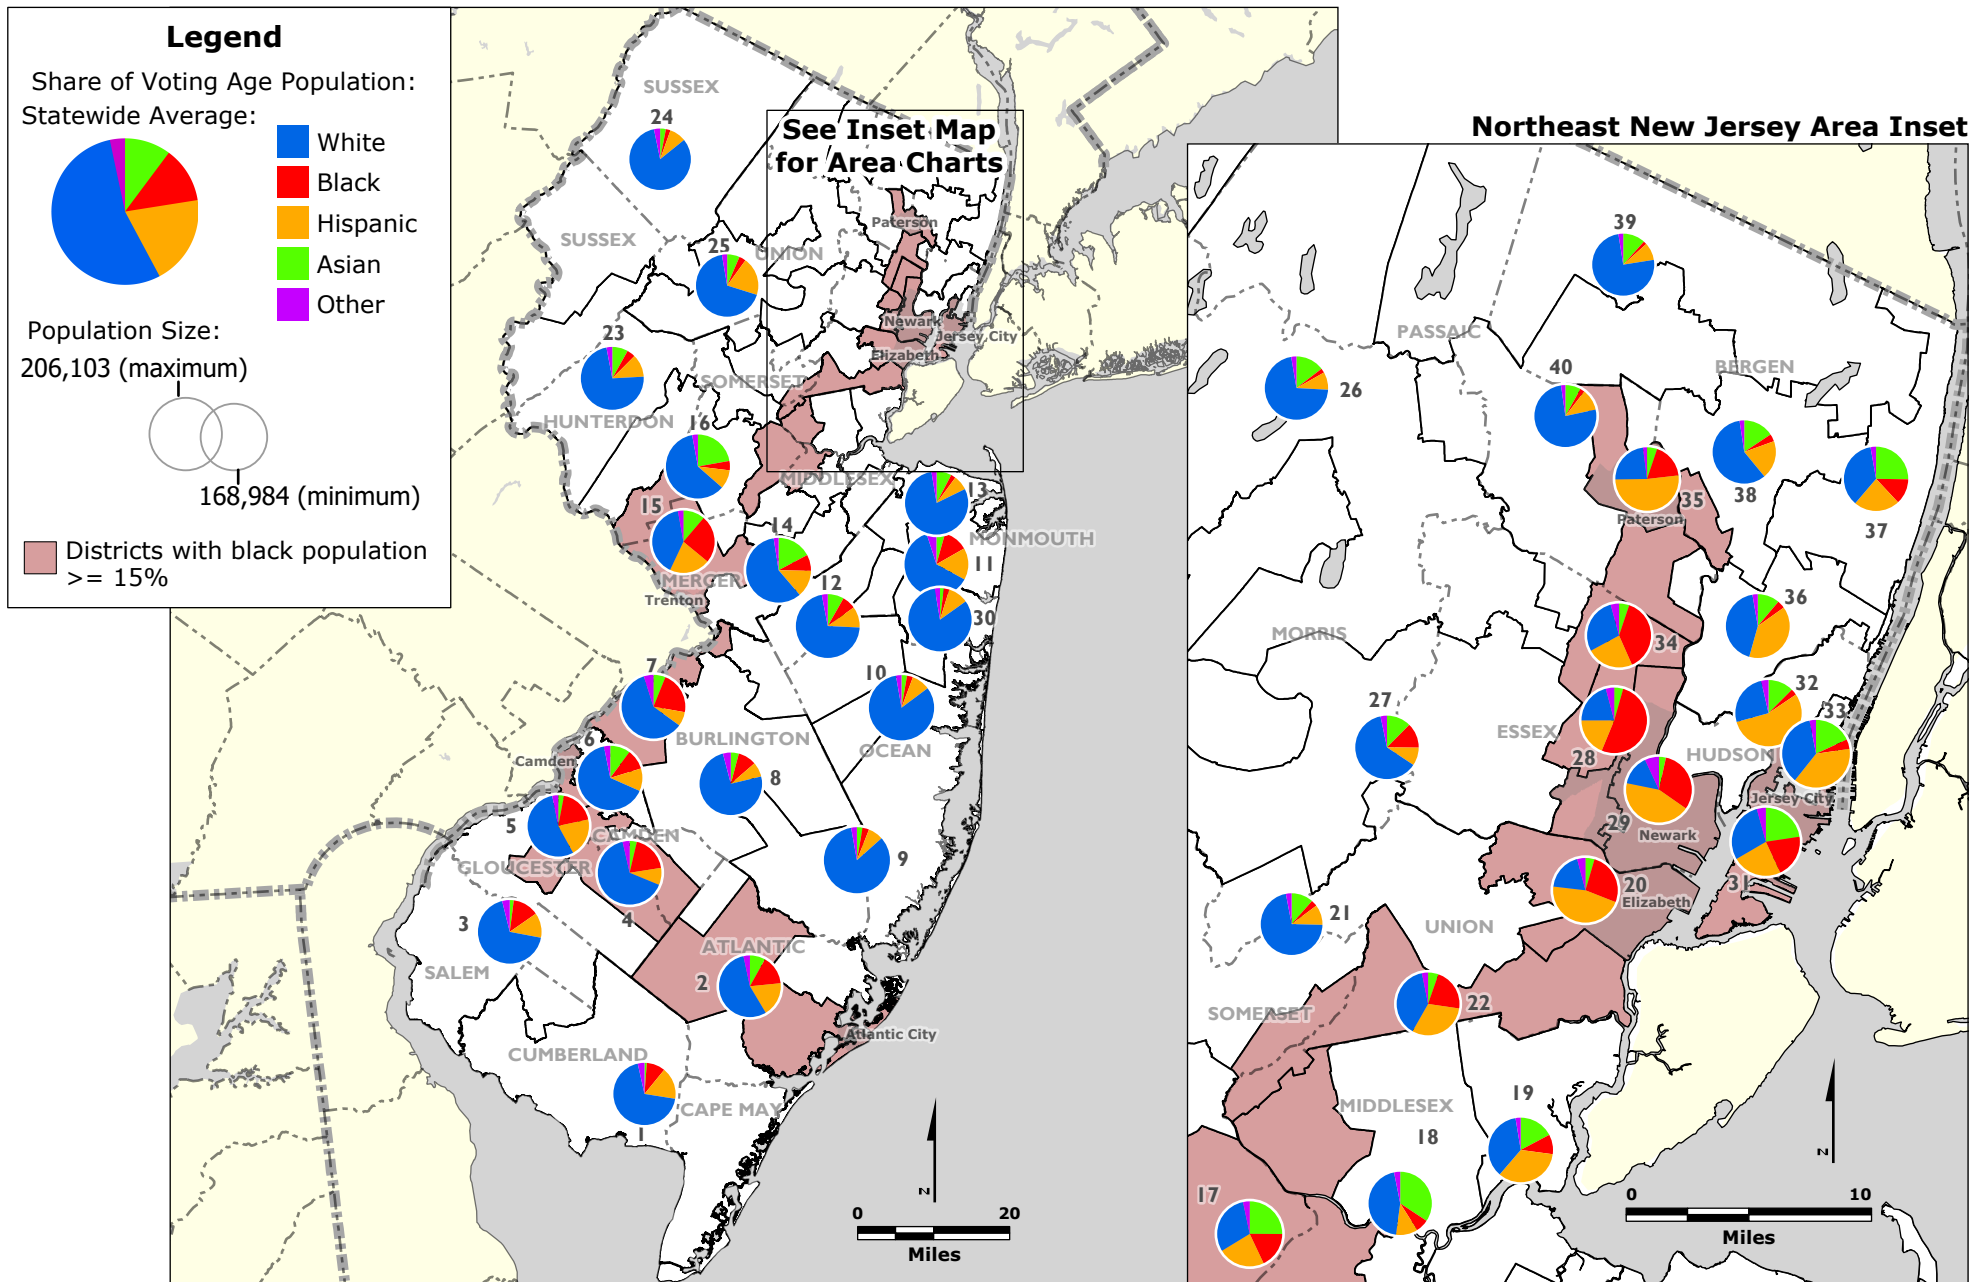 Legend
Share of Voting Age Population:
Statewide Average:
White
Black
Hispanic
Asian
Other
Population Size:
206,103 (maximum)
168,984 (minimum)
Districts with black population
>= 15%
See Inset Map
for Area Charts
SUSSEX
24
SUSSEX
25
UNION
23
HUNTERDON
SOMERSET
16
Paterson
Newark
Jersey City
Elizabeth
MIDDLESEX
15
14
13
MONMOUTH
11
MERCER
Trenton
12
30
10
7
BURLINGTON
OCEAN
6
Camden
8
5
CAMDEN
GLOUCESTER
9
4
3
SALEM
ATLANTIC
2
Atlantic City
CUMBERLAND
CAPE MAY
1
N
0 20
Miles
Northeast New Jersey Area Inset
39
PASSAIC
BERGEN
40
26
38
37
35
Paterson
MORRIS
34
36
27
ESSEX
28
32
33
HUDSON
Jersey City
29
Newark
20
Elizabeth
31
21
UNION
22
SOMERSET
MIDDLESEX
18
19
17
N
0 10
Miles